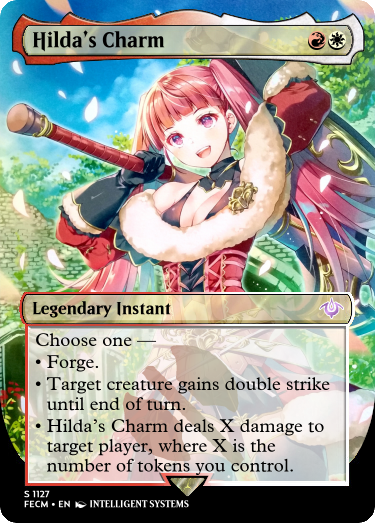 Hilda's Charm
Legendary Instant
Choose one —
• Forge.
• Target creature gains double strike
until end of turn.
• Hilda's Charm deals X damage to
target player, where X is the
number of tokens you control.
S 1127
FECM • EN INTELLIGENT SYSTEMS